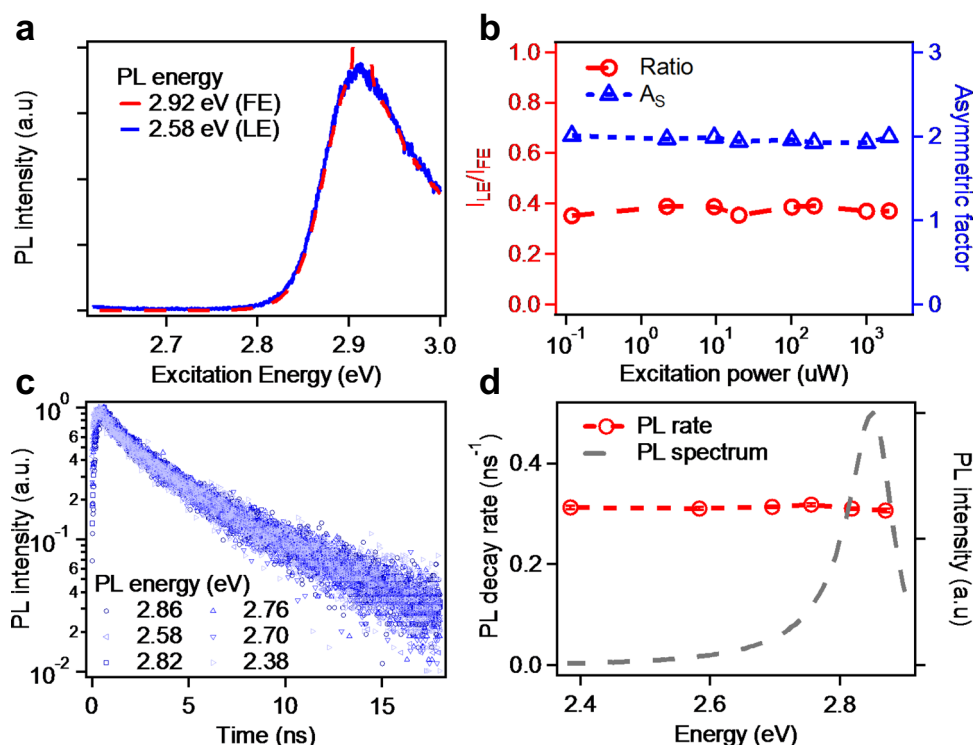 a
PL energy
2.92 eV (FE)
2.58 eV (LE)
PL intensity (a.u)
2.7 2.8 2.9 3.0
Excitation Energy (eV)
b
1.0
0.8
0.6
0.4
0.2
0.0
I_LE/I_FE
Ratio
A_S
3
2
1
0
Asymmetric factor
10^-1 10^0 10^1 10^2 10^3
Excitation power (uW)
c
10^0
6
4
2
10^-1
6
4
2
10^-2
PL intensity (a.u.)
PL energy (eV)
2.86 2.76
2.58 2.70
2.82 2.38
0 5 10 15
Time (ns)
d
PL rate
PL spectrum
0.4
0.2
0.0
PL decay rate (ns^-1)
PL intensity (a.u)
2.4 2.6 2.8
Energy (eV)